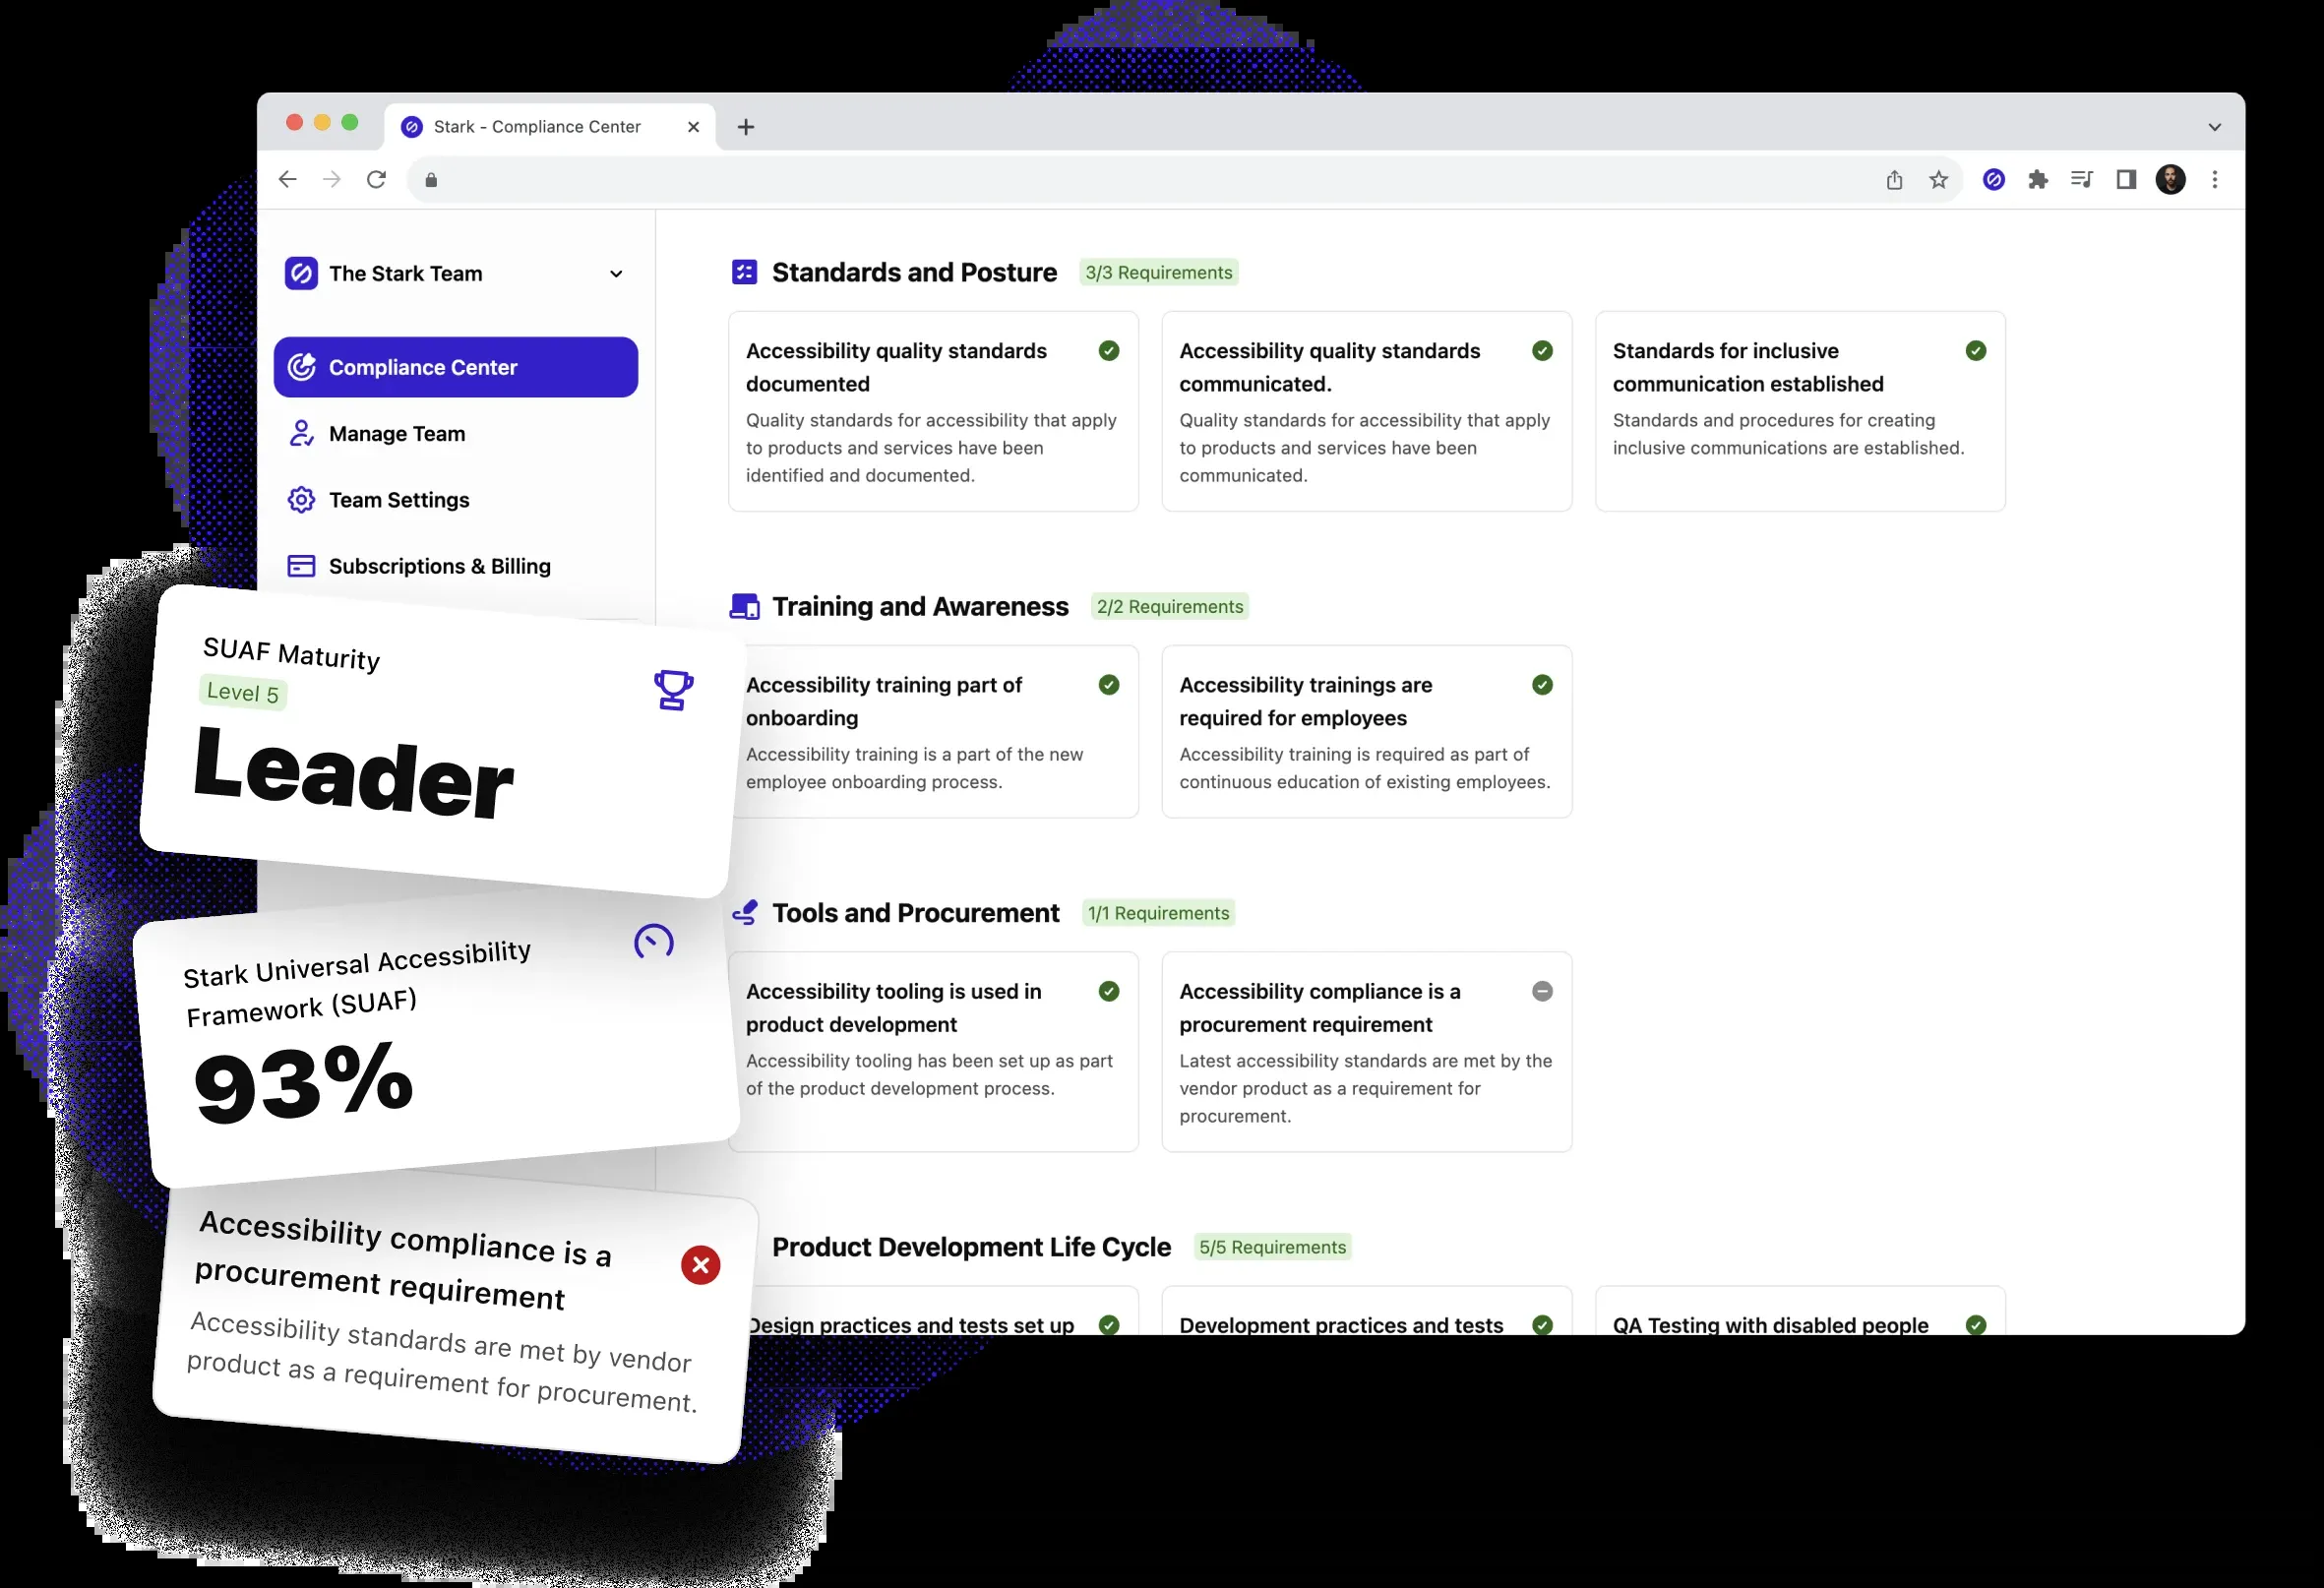 Stark - Compliance Center
The Stark Team
Compliance Center
Manage Team
Team Settings
Subscriptions & Billing
SUAF Maturity
Level 5
Leader
Stark Universal Accessibility
Framework (SUAF)
93%
Accessibility compliance is a
procurement requirement
Accessibility standards are met by vendor
product as a requirement for procurement.
Standards and Posture
3/3 Requirements
Accessibility quality standards
documented
Quality standards for accessibility that apply
to products and services have been
identified and documented.
Accessibility quality standards
communicated.
Quality standards for accessibility that apply
to products and services have been
communicated.
Standards for inclusive
communication established
Standards and procedures for creating
inclusive communications are established.
Training and Awareness
2/2 Requirements
Accessibility training part of
onboarding
Accessibility training is a part of the new
employee onboarding process.
Accessibility trainings are
required for employees
Accessibility training is required as part of
continuous education of existing employees.
Tools and Procurement
1/1 Requirements
Accessibility tooling is used in
product development
Accessibility tooling has been set up as part
of the product development process.
Accessibility compliance is a
procurement requirement
Latest accessibility standards are met by the
vendor product as a requirement for
procurement.
Product Development Life Cycle
5/5 Requirements
Design practices and tests set up
Development practices and tests
QA Testing with disabled people